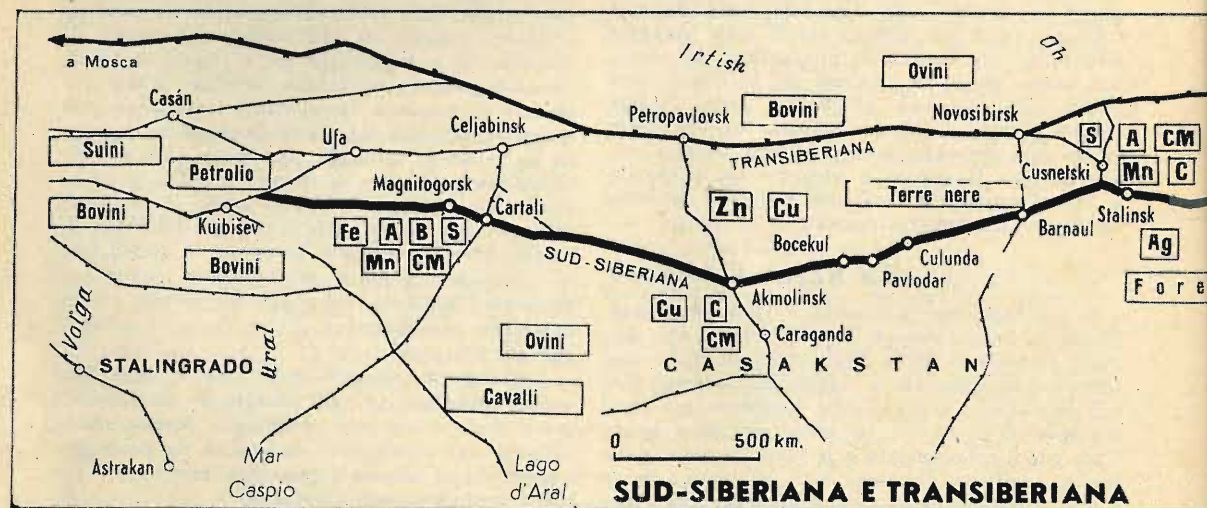 a Mosca
Irtish
Ob
Casán
Ovini
Bovini
Petropavlovsk
Novosibirsk
Celjabinsk
Ufa
Suini
Petrolio
TRANSIBERIANA
S A CM
Cusnetski
Mn C
Magnitogorsk
Terre nere
Stalinsk
Bovini
Kuibišev
Cartali
Zn Cu
Barnaul
Fe A B S
Mn CM
Bocekul
Culunda
Pavlodar
Ag
Bovini
SUD-SIBERIANA
Akmolinsk
Fore
Volga
Cu C
CM
Caraganda
STALINGRADO
Ural
Ovini
CASAKSTAN
Cavalli
0 500 km.
Astrakan
Mar
Caspio
Lago
d'Aral
SUD-SIBERIANA E TRANSIBERIANA